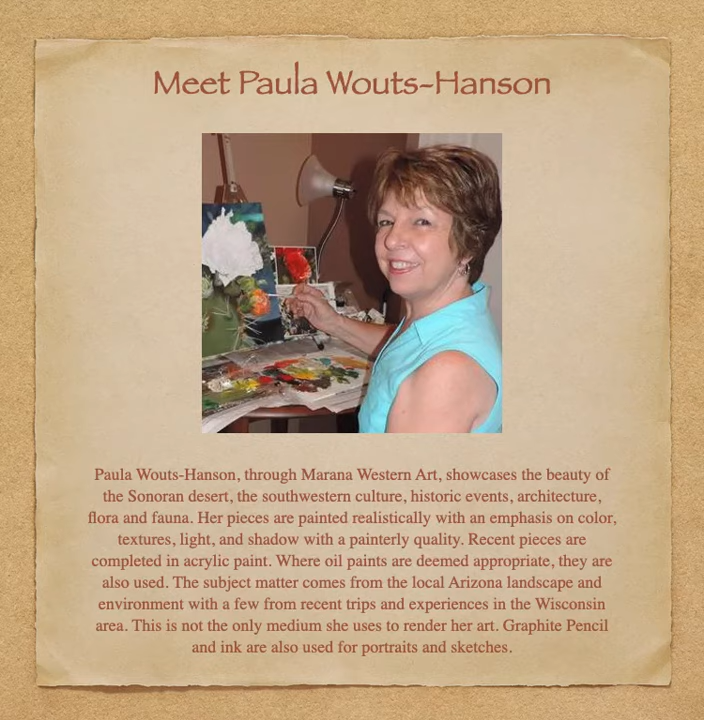 Meet Paula Wouts-Hanson
Paula Wouts-Hanson, through Marana Western Art, showcases the beauty of
the Sonoran desert, the southwestern culture, historic events, architecture,
flora and fauna. Her pieces are painted realistically with an emphasis on color,
textures, light, and shadow with a painterly quality. Recent pieces are
completed in acrylic paint. Where oil paints are deemed appropriate, they are
also used. The subject matter comes from the local Arizona landscape and
environment with a few from recent trips and experiences in the Wisconsin
area. This is not the only medium she uses to render her art. Graphite Pencil
and ink are also used for portraits and sketches.